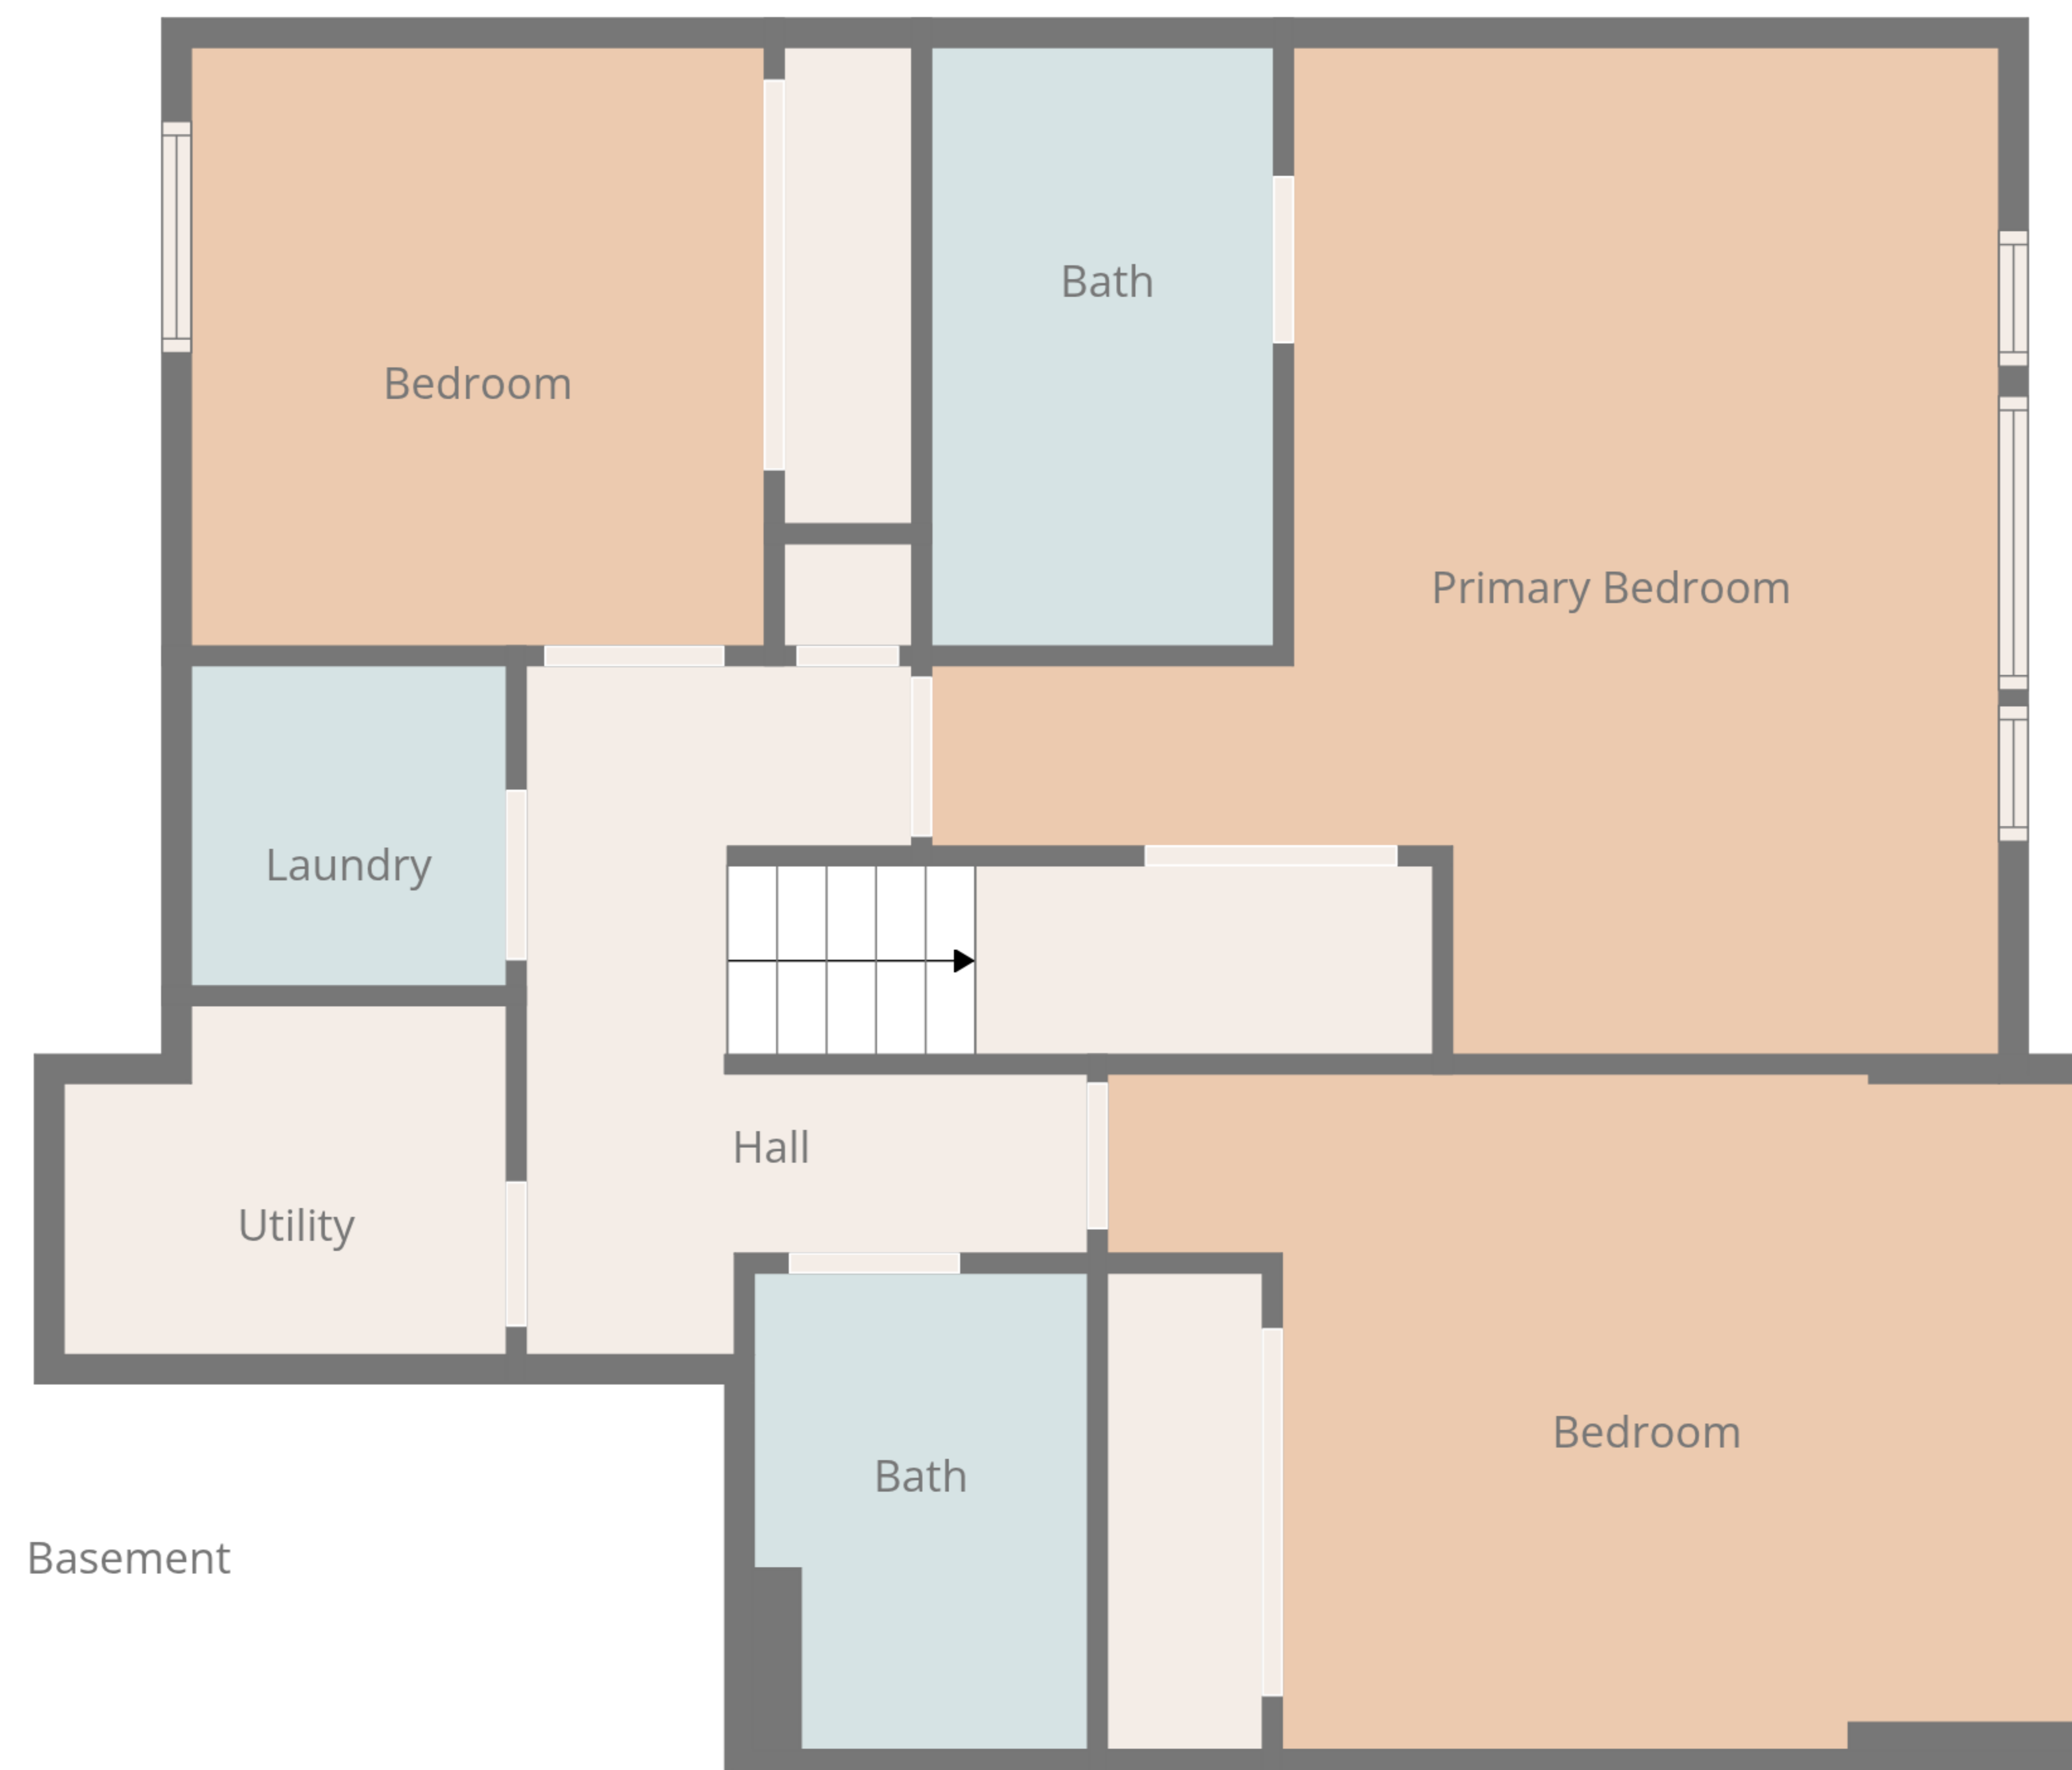 Bath
Bedroom
Primary Bedroom
Laundry
Hall
Utility
Bedroom
Bath
Basement